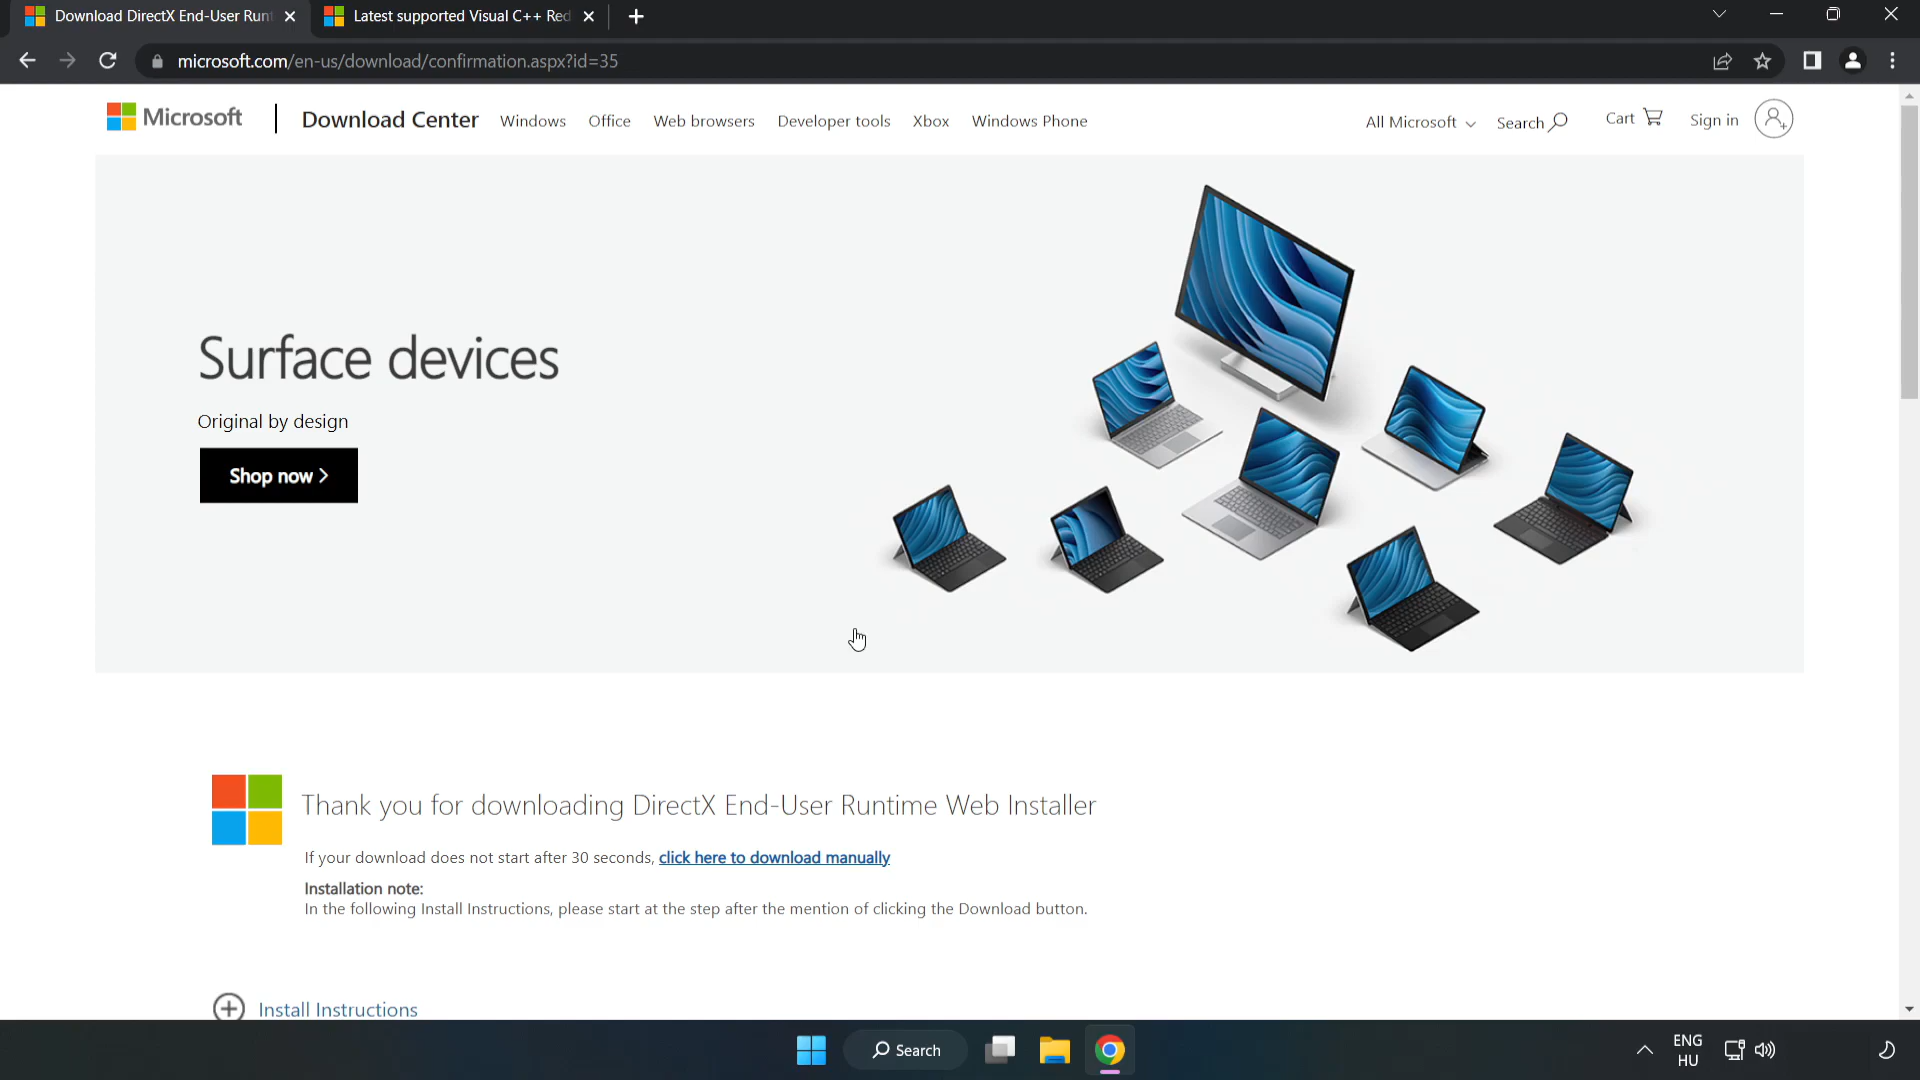 Download DirectX End-User Runt
Latest supported Visual C++ Red
microsoft.com/en-us/download/confirmation.aspx?id=35
Microsoft
Download Center
Windows
Office
Web browsers
Developer tools
Xbox
Windows Phone
All Microsoft
Search
Cart
Sign in
Surface devices
Original by design
Shop now
Thank you for downloading DirectX End-User Runtime Web Installer
If your download does not start after 30 seconds, click here to download manually
Installation note:
In the following Install Instructions, please start at the step after the mention of clicking the Download button.
Install Instructions
Search
ENG
HU